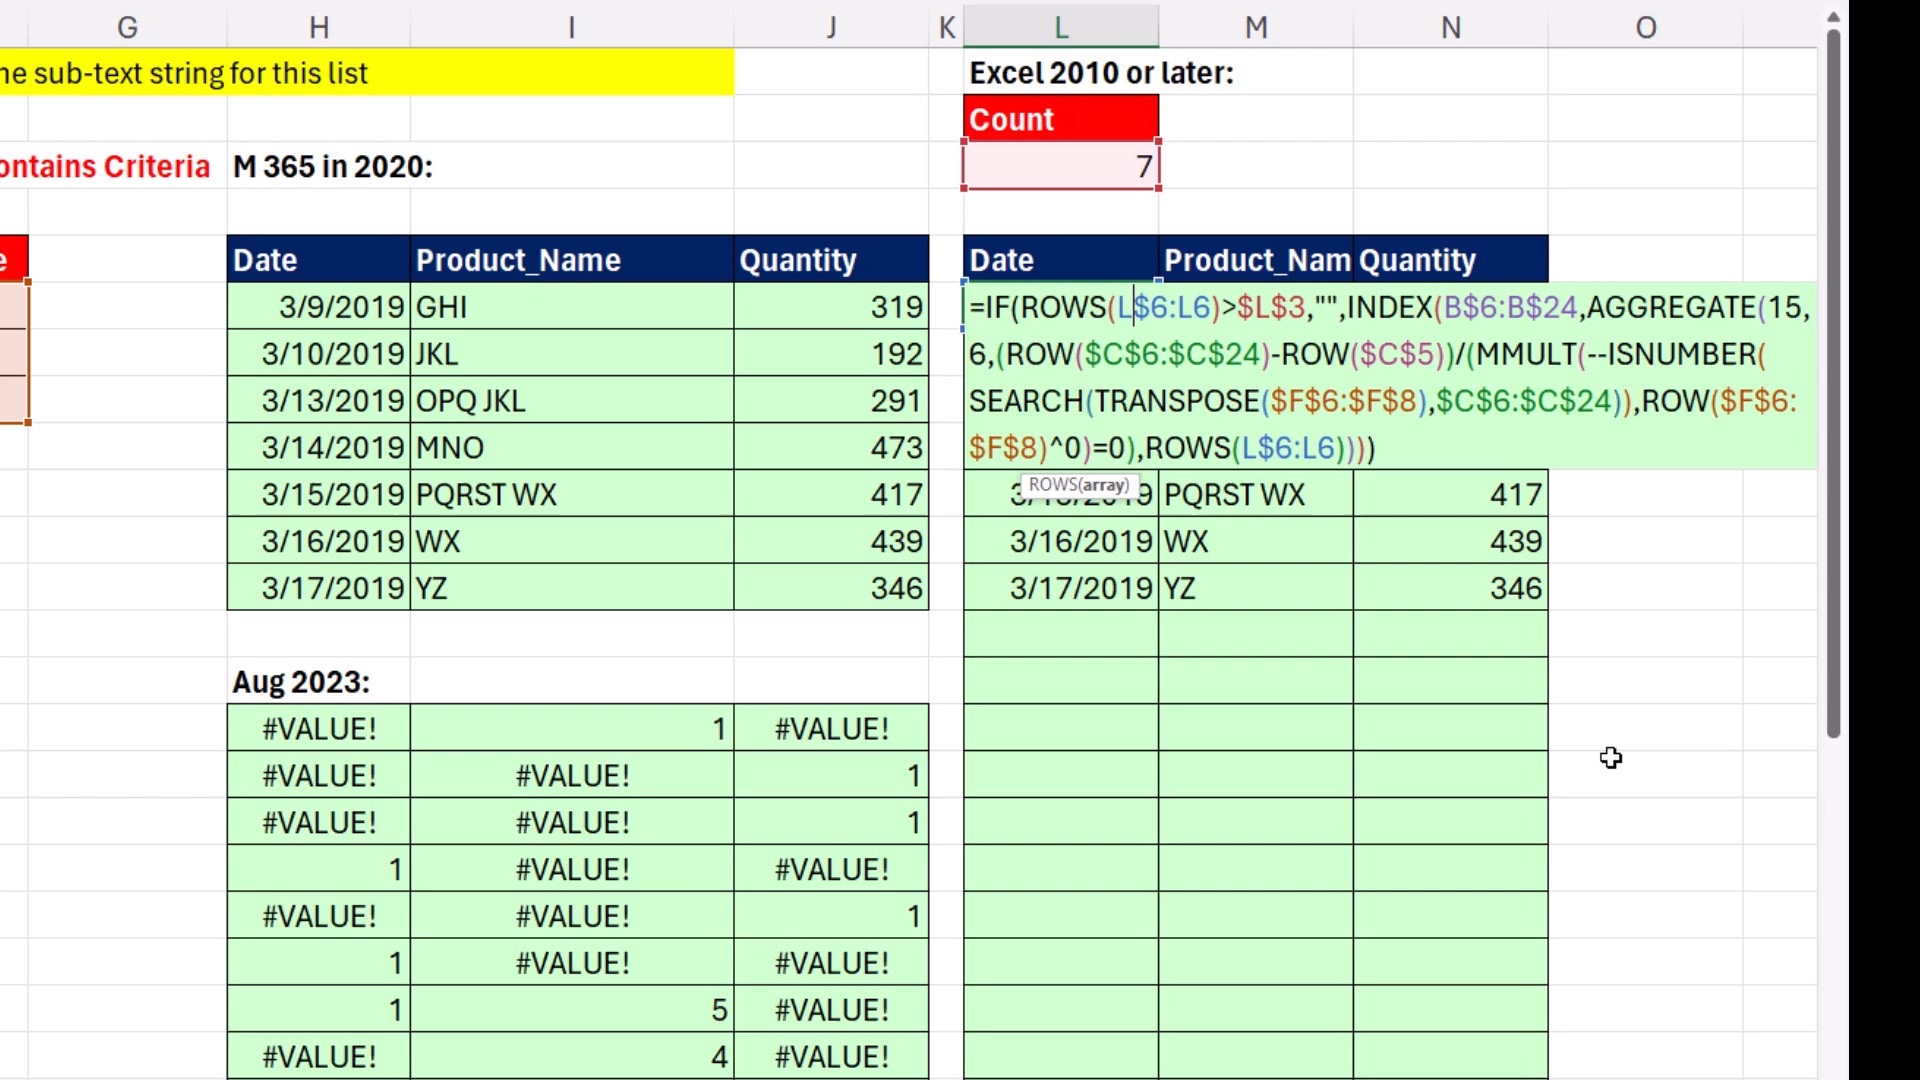 G H I J K L M N O
ne sub-text string for this list Excel 2010 or later:
Count
ontains Criteria M 365 in 2020: 7
e Date Product_Name Quantity Date Product_Nam Quantity
3/9/2019 GHI 319 =IF(ROWS(L$6:L6)>$L$3,"",INDEX(B$6:B$24,AGGREGATE(15,
3/10/2019 JKL 192 6,(ROW($C$6:$C$24)-ROW($C$5))/(MMULT(--ISNUMBER(
3/13/2019 OPQ JKL 291 SEARCH(TRANSPOSE($F$6:$F$8),$C$6:$C$24)),ROW($F$6:
3/14/2019 MNO 473 $F$8)^0)=0),ROWS(L$6:L6))))
ROWS(array)
3/15/2019 PQRST WX 417 PQRST WX 417
3/16/2019 WX 439 3/16/2019 WX 439
3/17/2019 YZ 346 3/17/2019 YZ 346
Aug 2023:
#VALUE! 1 #VALUE!
#VALUE! #VALUE! 1
#VALUE! #VALUE! 1
1 #VALUE! #VALUE!
#VALUE! #VALUE! 1
1 #VALUE! #VALUE!
1 5 #VALUE!
#VALUE! 4 #VALUE!